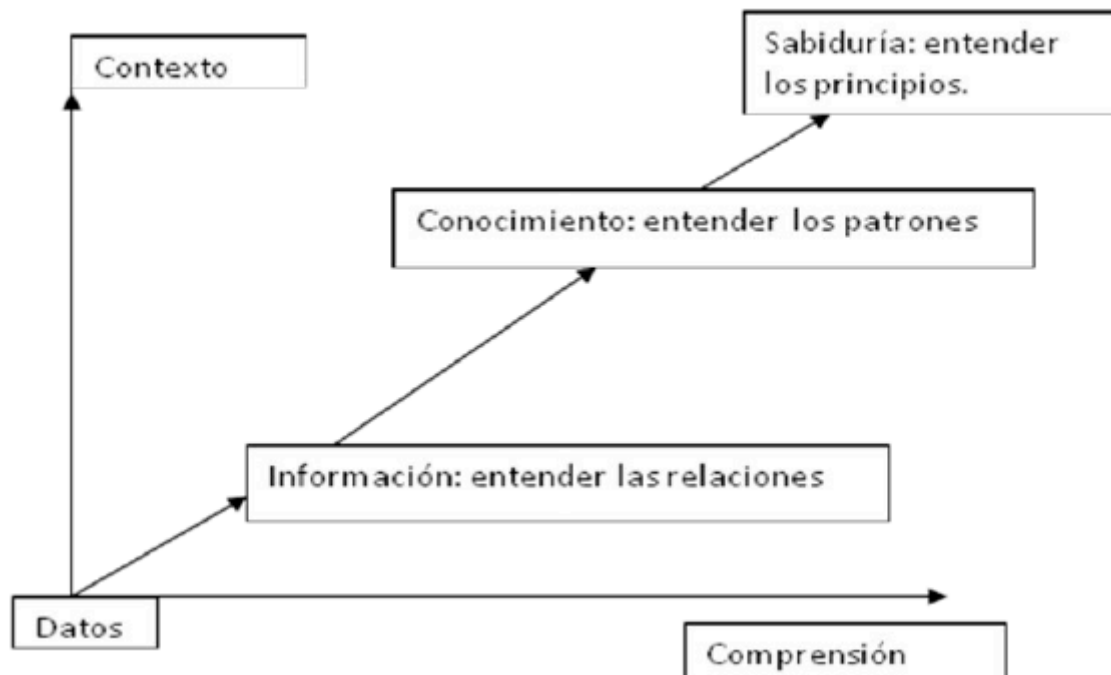 Contexto
Sabiduría: entender
los principios.
Conocimiento: entender los patrones
Información: entender las relaciones
Datos
Comprensión